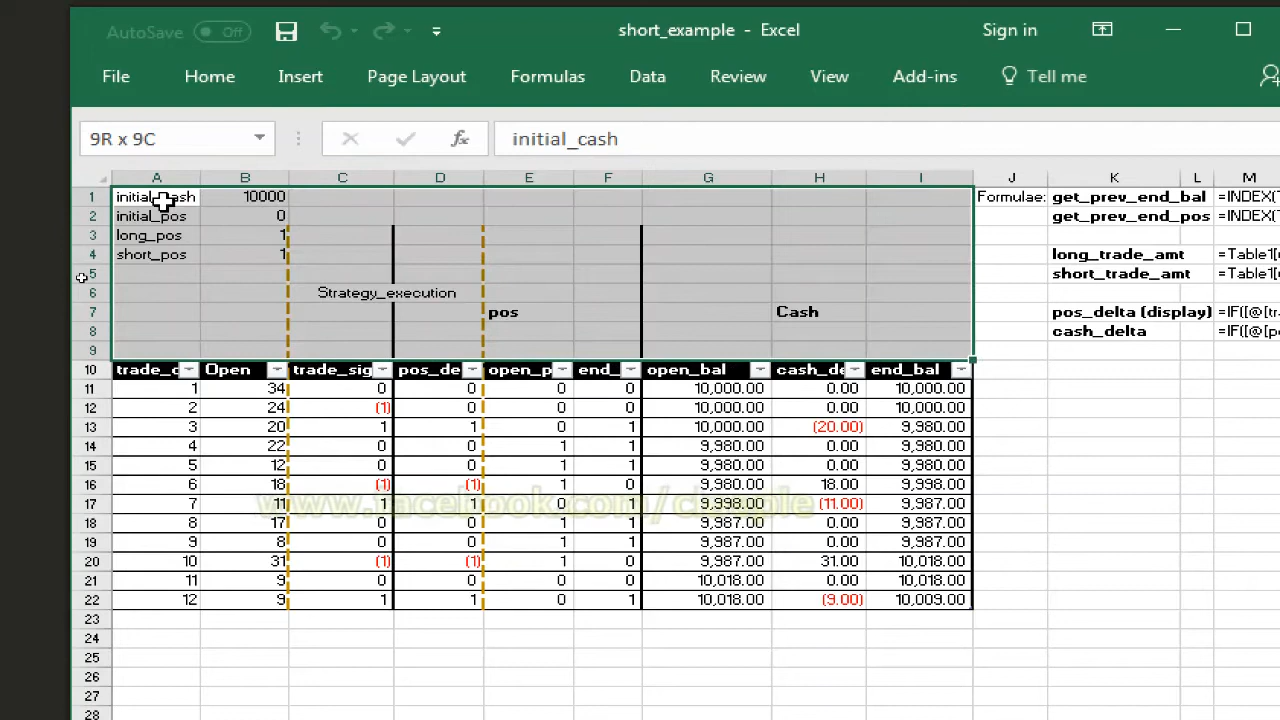 AutoSave Off short_example - Excel Sign in
File Home Insert Page Layout Formulas Data Review View Add-ins Tell me
9R x 9C fx initial_cash
A B C D E F G H I J K L M
1 initial_cash 10000 Formulae: get_prev_end_bal =INDEX(
2 initial_pos 0 get_prev_end_pos =INDEX(
3 long_pos 1
4 short_pos 1 long_trade_amt =Table1[
5 short_trade_amt =Table1[
6 Strategy_execution
7 pos Cash pos_delta (display) =IF([@[
8 cash_delta =IF([@[
9
10 trade_ Open trade_sig pos_de open_p end_ open_bal cash_de end_bal
11 1 34 0 0 0 0 10,000.00 0.00 10,000.00
12 2 24 (1) 0 0 0 10,000.00 0.00 10,000.00
13 3 20 1 1 0 1 10,000.00 (20.00) 9,980.00
14 4 22 0 0 1 1 9,980.00 0.00 9,980.00
15 5 12 0 0 1 1 9,980.00 0.00 9,980.00
16 6 18 (1) (1) 1 0 9,980.00 18.00 9,998.00
17 7 11 1 1 0 1 9,998.00 (11.00) 9,987.00
18 8 17 0 0 1 1 9,987.00 0.00 9,987.00
19 9 8 0 0 1 1 9,987.00 0.00 9,987.00
20 10 31 (1) (1) 1 0 9,987.00 31.00 10,018.00
21 11 9 0 0 0 0 10,018.00 0.00 10,018.00
22 12 9 1 1 0 1 10,018.00 (9.00) 10,009.00
23
24
25
26
27
28